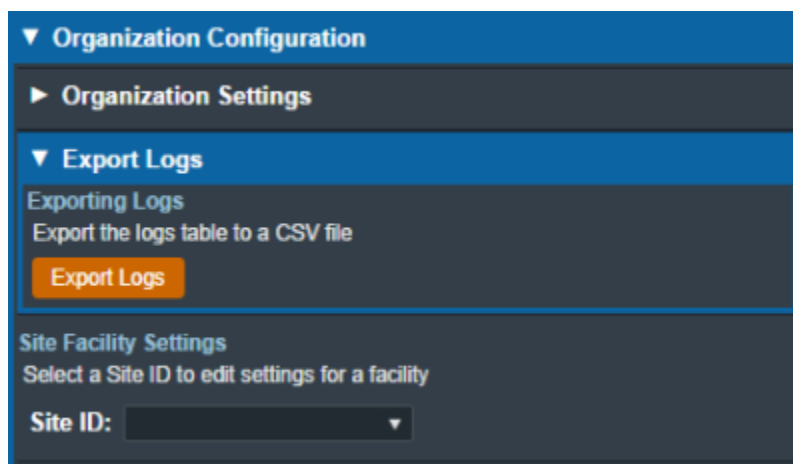 Organization Configuration
Organization Settings
Export Logs
Exporting Logs
Export the logs table to a CSV file
Export Logs
Site Facility Settings
Select a Site ID to edit settings for a facility
Site ID: